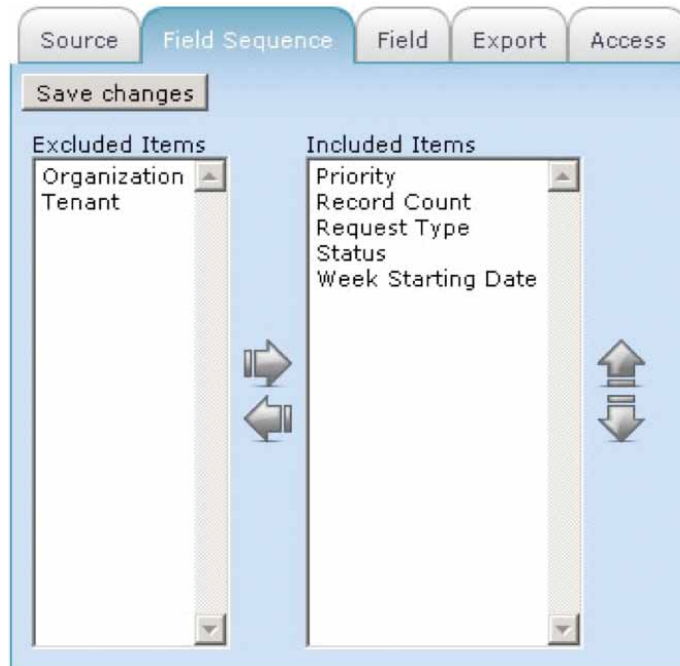 Source Field Sequence Field Export Access
Save changes
Excluded Items
Organization
Tenant
Included Items
Priority
Record Count
Request Type
Status
Week Starting Date